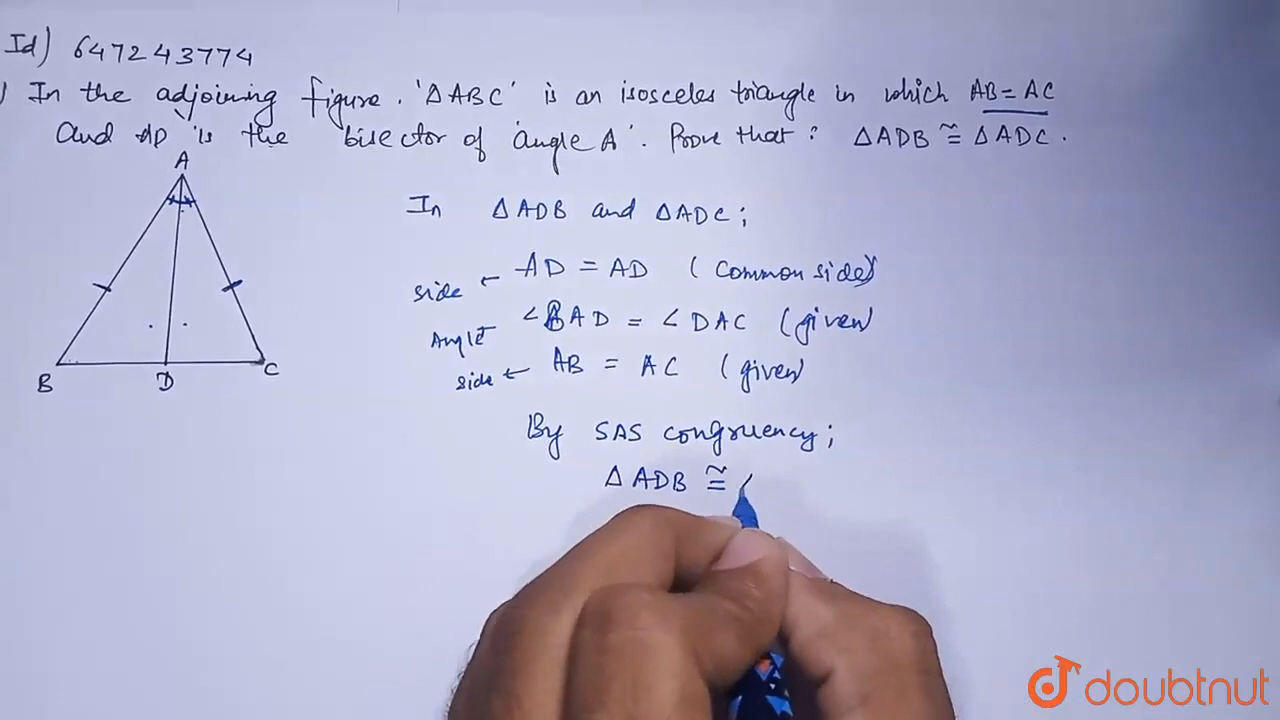 Id) 647243774
) In the adjoining figure. 'ΔABC' is an isosceles triangle in which AB = AC
and AD is the bisector of 'angle A'. Prove that: ΔADB ≅ ΔADC.
A
B
D
C
In ΔADB and ΔADC;
side ← AD = AD (common side)
Angle ∠BAD = ∠DAC (given)
side ← AB = AC (given)
By SAS congruency;
ΔADB ≅
doubtnut